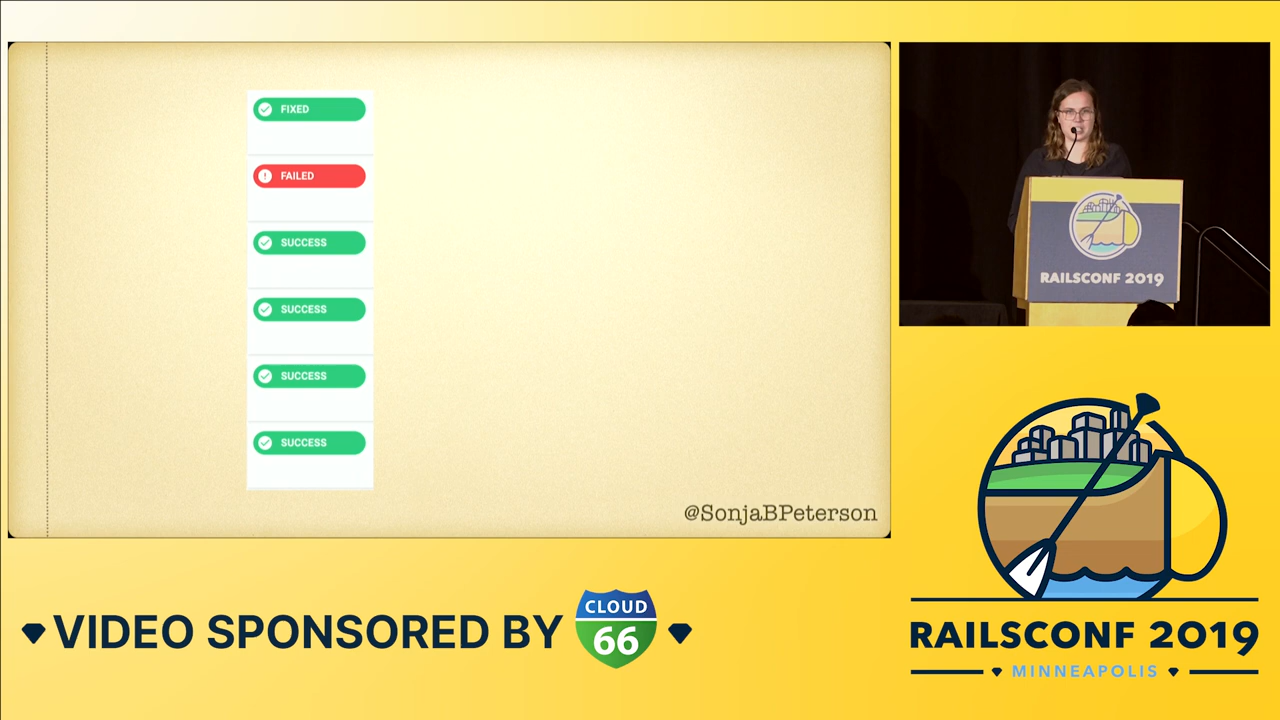 FIXED
FAILED
SUCCESS
SUCCESS
SUCCESS
SUCCESS
@SonjaBPeterson
RAILSCONF 2019
VIDEO SPONSORED BY
CLOUD
66
RAILSCONF 2019
MINNEAPOLIS